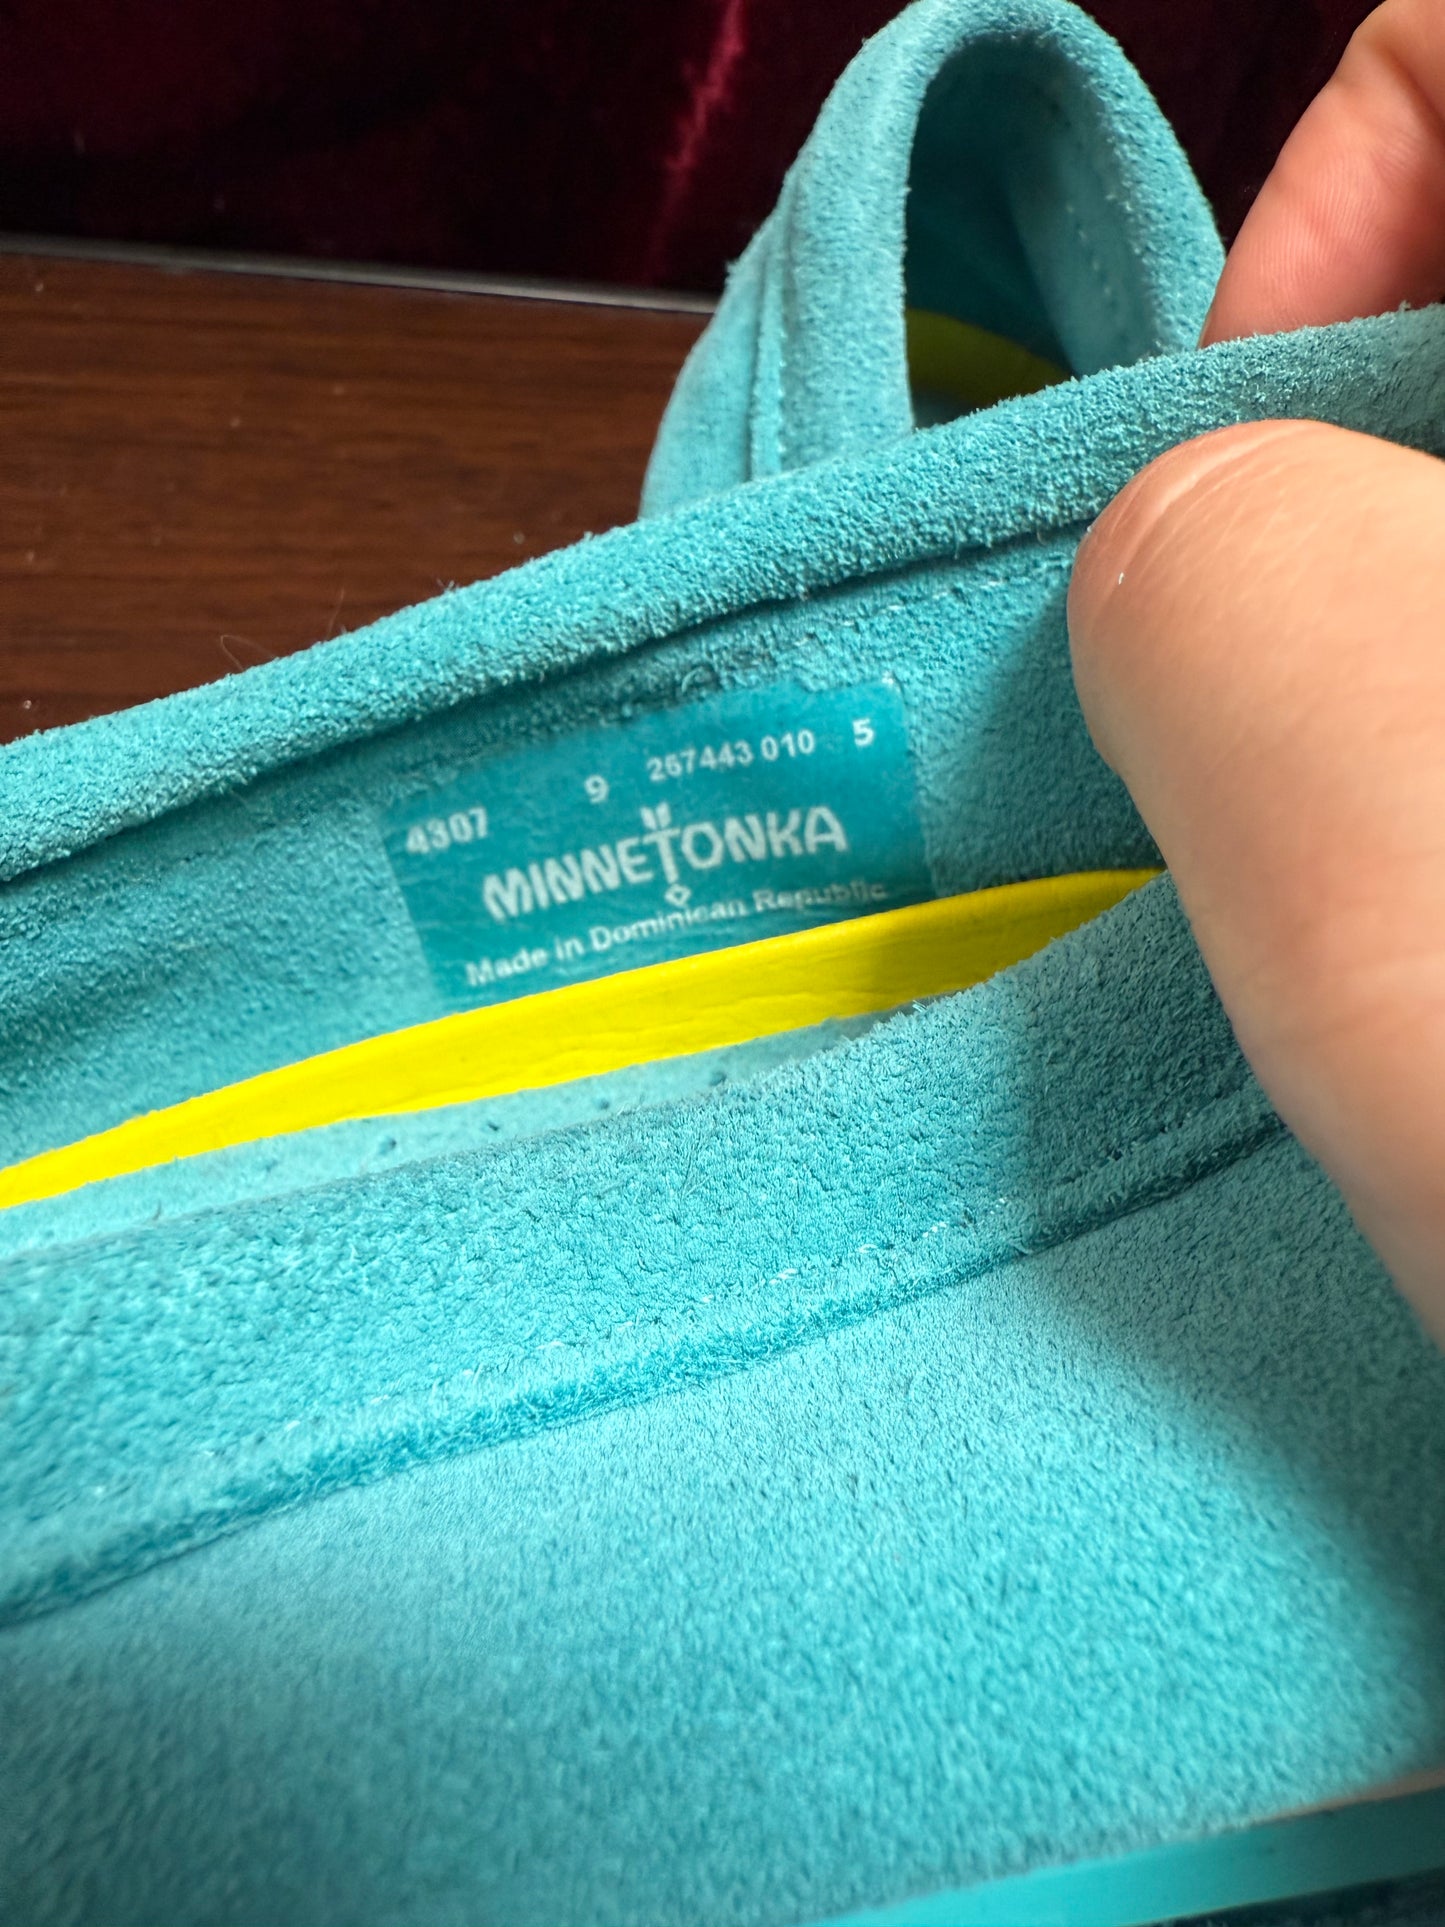 4307 9 267443 010 5
MINNETONKA
Made in Dominican Republic